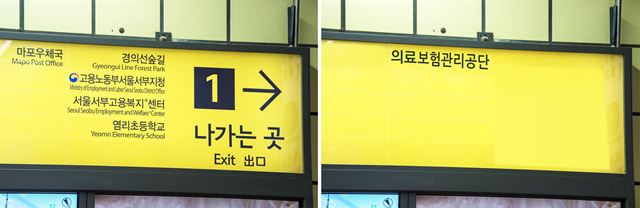 마포우체국
Mapo Post Office
경의선숲길
Gyeongui Line Forest Park
고용노동부서울서부지청
Ministry of Employment and Labor Seoul Seobu District Office
서울서부고용복지⁺센터
Seoul Seobu Employment and Welfare⁺ Center
염리초등학교
Yeomri Elementary School
1
나가는 곳
Exit 出口
의료보험관리공단